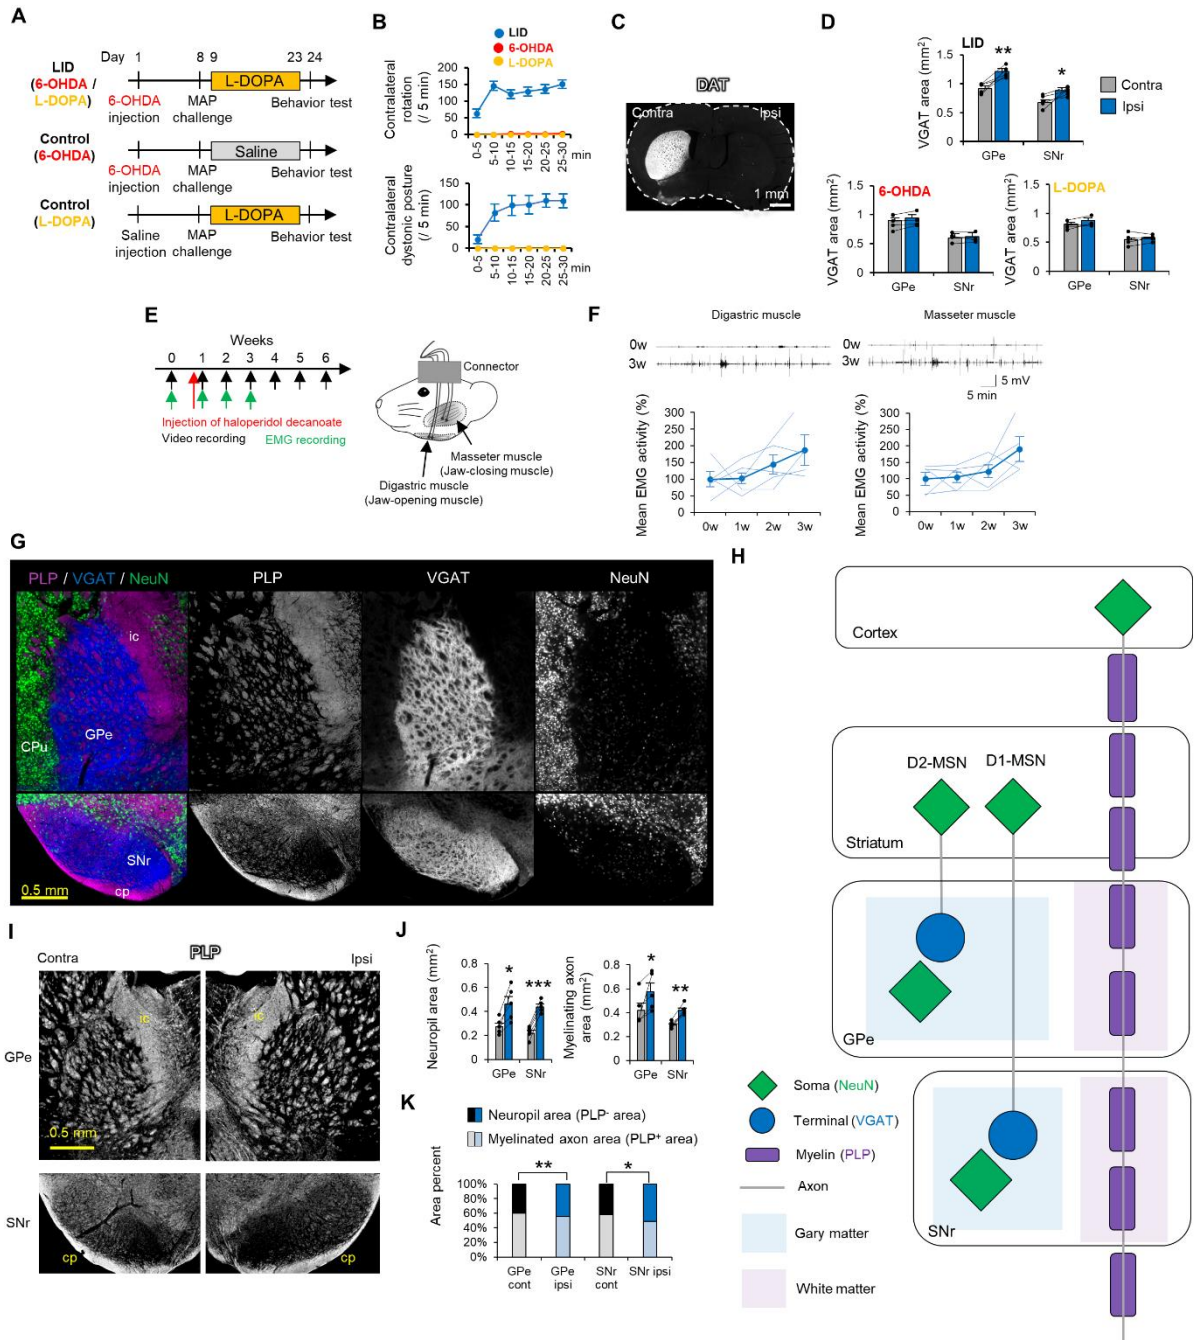 A
Day 1 8 9 23 24
LID
(6-OHDA /
L-DOPA)
L-DOPA
6-OHDA
injection
MAP
challenge
Behavior test
Control
(6-OHDA)
Saline
6-OHDA
injection
MAP
challenge
Behavior test
Control
(L-DOPA)
L-DOPA
Saline
injection
MAP
challenge
Behavior test
B
LID
6-OHDA
L-DOPA
Contralateral
rotation
(/ 5 min)
200
150
100
50
0
0-5
5-10
10-15
15-20
20-25
25-30
min
Contralateral
dystonic posture
(/ 5 min)
150
100
50
0
0-5
5-10
10-15
15-20
20-25
25-30
min
C
DAT
Contra
Ipsi
1 mm
D
LID
VGAT area (mm2)
1.5
1
0.5
0
**
*
Contra
Ipsi
GPe
SNr
6-OHDA
VGAT area (mm2)
1.5
1
0.5
0
GPe
SNr
L-DOPA
VGAT area (mm2)
1.5
1
0.5
0
GPe
SNr
E
Weeks
0 1 2 3 4 5 6
Injection of haloperidol decanoate
Video recording
EMG recording
Connector
Masseter muscle
(Jaw-closing muscle)
Digastric muscle
(Jaw-opening muscle)
F
Digastric muscle
Masseter muscle
0w
3w
0w
3w
5 mV
5 min
Mean EMG activity (%)
300
250
200
150
100
50
0
0w 1w 2w 3w
Mean EMG activity (%)
300
250
200
150
100
50
0
0w 1w 2w 3w
G
PLP / VGAT / NeuN
PLP
VGAT
NeuN
ic
CPu
GPe
SNr
cp
0.5 mm
H
Cortex
D2-MSN
D1-MSN
Striatum
GPe
SNr
Soma (NeuN)
Terminal (VGAT)
Myelin (PLP)
Axon
Gary matter
White matter
I
Contra
PLP
Ipsi
GPe
ic
ic
0.5 mm
SNr
cp
cp
J
Neuropil area (mm2)
0.8
0.6
0.4
0.2
0
*
***
GPe
SNr
Myelinating axon
area (mm2)
0.8
0.6
0.4
0.2
0
*
**
GPe
SNr
K
Neuropil area (PLP- area)
Myelinated axon area (PLP+ area)
Area percent
100%
80%
60%
40%
20%
0%
**
*
GPe
cont
GPe
ipsi
SNr
cont
SNr ipsi